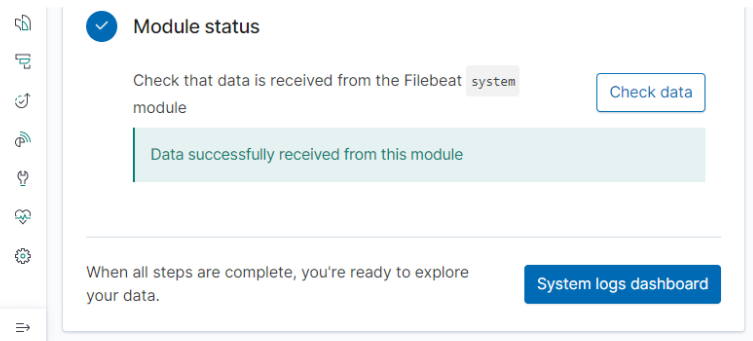 Module status
Check that data is received from the Filebeat system
module
Check data
Data successfully received from this module
When all steps are complete, you're ready to explore
your data.
System logs dashboard